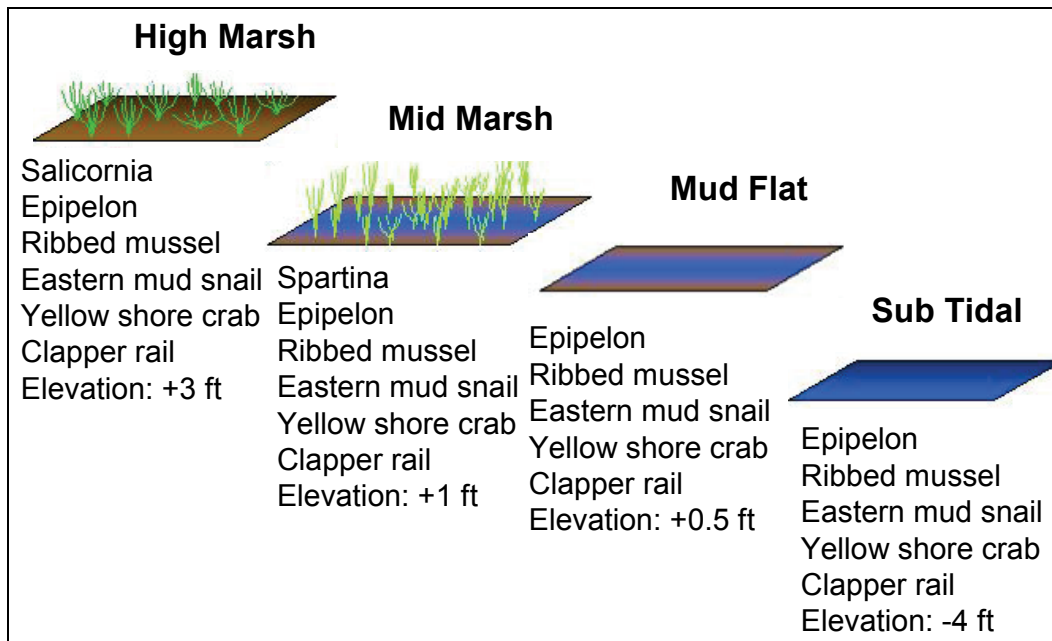 High Marsh
Salicornia
Epipelon
Ribbed mussel
Eastern mud snail
Yellow shore crab
Clapper rail
Elevation: +3 ft
Mid Marsh
Spartina
Epipelon
Ribbed mussel
Eastern mud snail
Yellow shore crab
Clapper rail
Elevation: +1 ft
Mud Flat
Epipelon
Ribbed mussel
Eastern mud snail
Yellow shore crab
Clapper rail
Elevation: +0.5 ft
Sub Tidal
Epipelon
Ribbed mussel
Eastern mud snail
Yellow shore crab
Clapper rail
Elevation: -4 ft